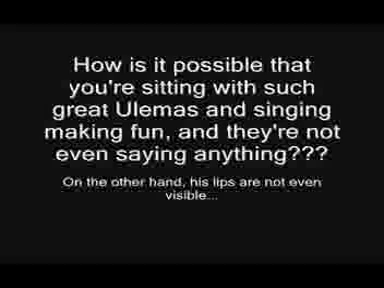 How is it possible that
you're sitting with such
great Ulemas and singing
making fun, and they're not
even saying anything???
On the other hand, his lips are not even
visible...